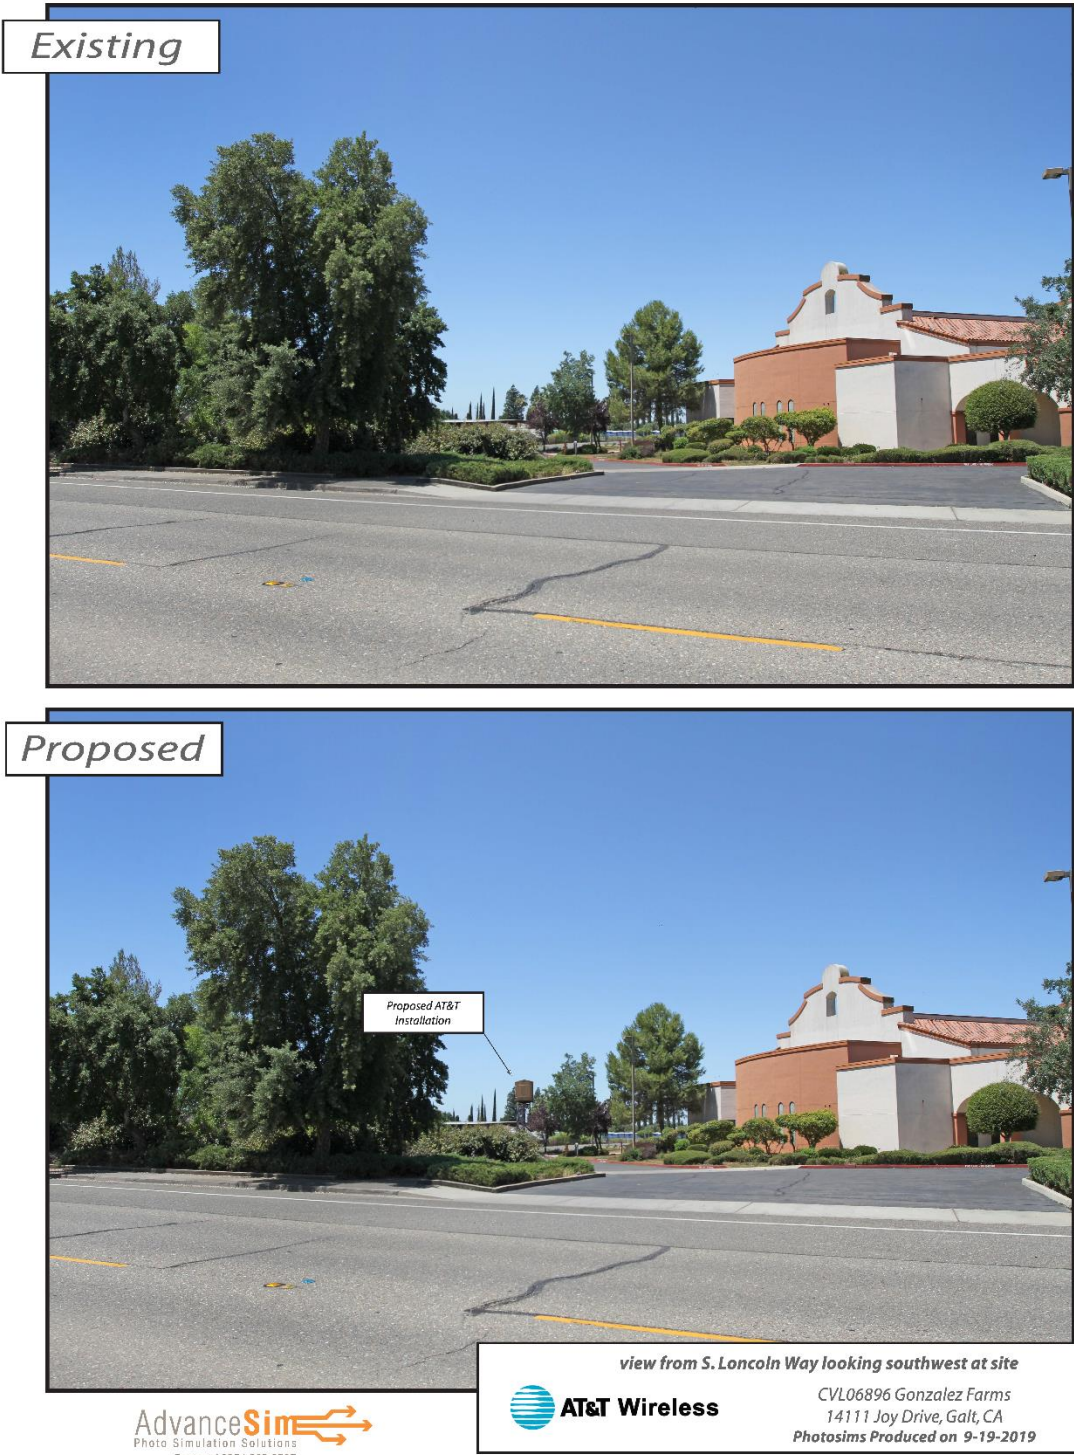 Existing
Proposed
Proposed AT&T
Installation
view from S. Loncoln Way looking southwest at site
AT&T Wireless
CVL06896 Gonzalez Farms
14111 Joy Drive, Galt, CA
Photosims Produced on 9-19-2019
AdvanceSim
Photo Simulation Solutions